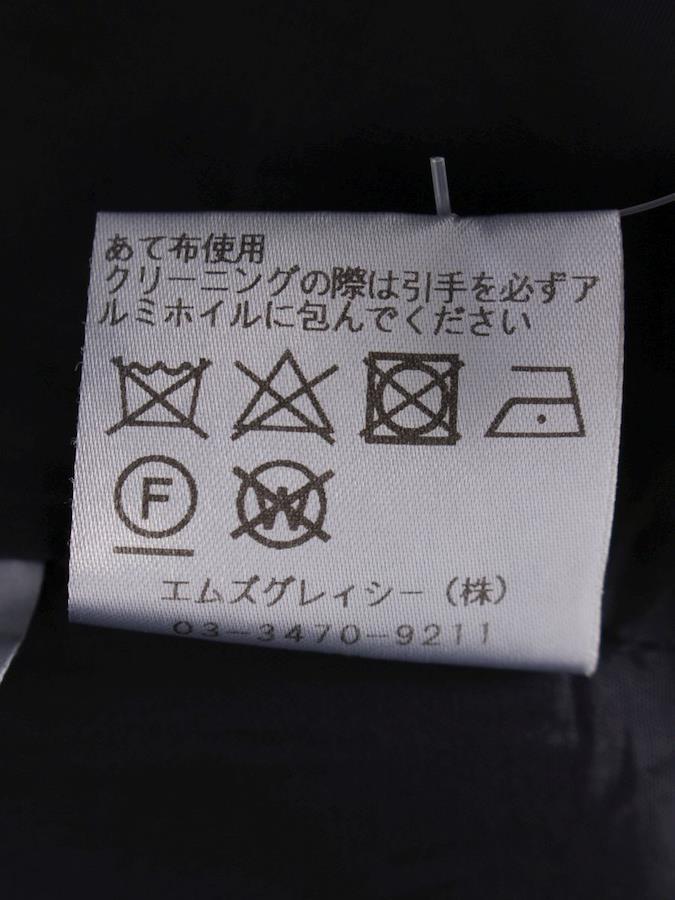 あて布使用
クリーニングの際は引手を必ずア
ルミホイルに包んでください
F
W
エムズグレィシー（株）
03-3470-9211